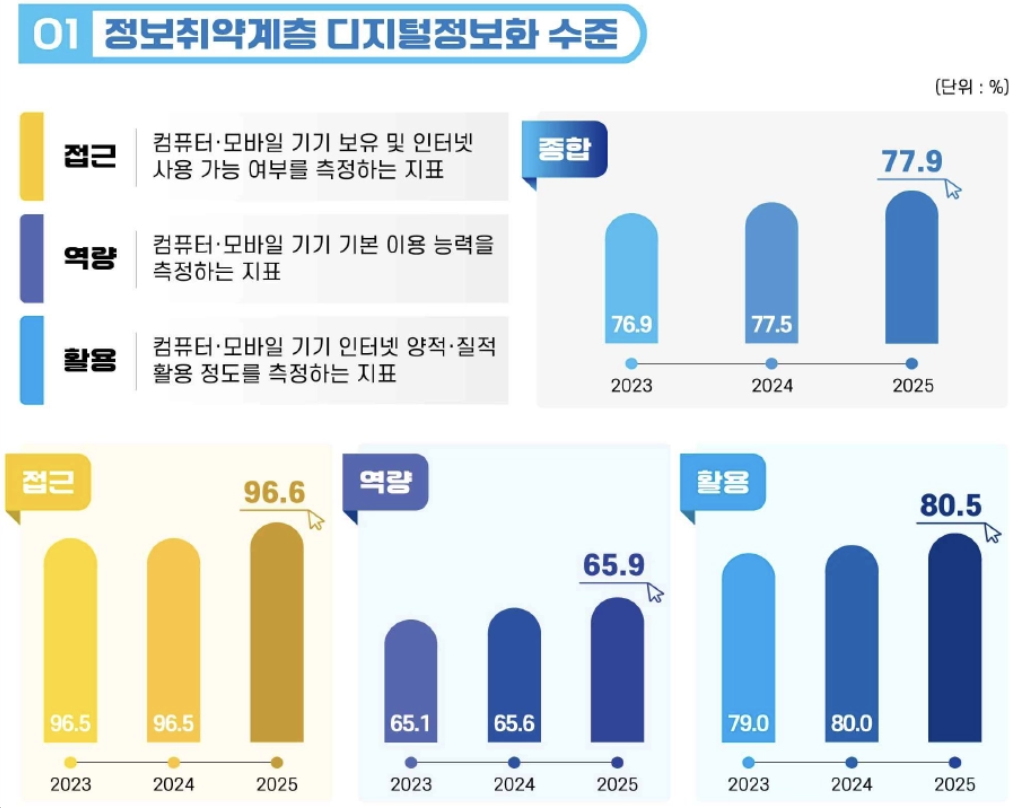 01 정보취약계층 디지털정보화 수준
(단위 : %)
접근
컴퓨터·모바일 기기 보유 및 인터넷
사용 가능 여부를 측정하는 지표
역량
컴퓨터·모바일 기기 기본 이용 능력을
측정하는 지표
활용
컴퓨터·모바일 기기 인터넷 양적·질적
활용 정도를 측정하는 지표
종합
77.9
76.9 77.5
2023 2024 2025
접근
96.6
96.5 96.5
2023 2024 2025
역량
65.9
65.1 65.6
2023 2024 2025
활용
80.5
79.0 80.0
2023 2024 2025